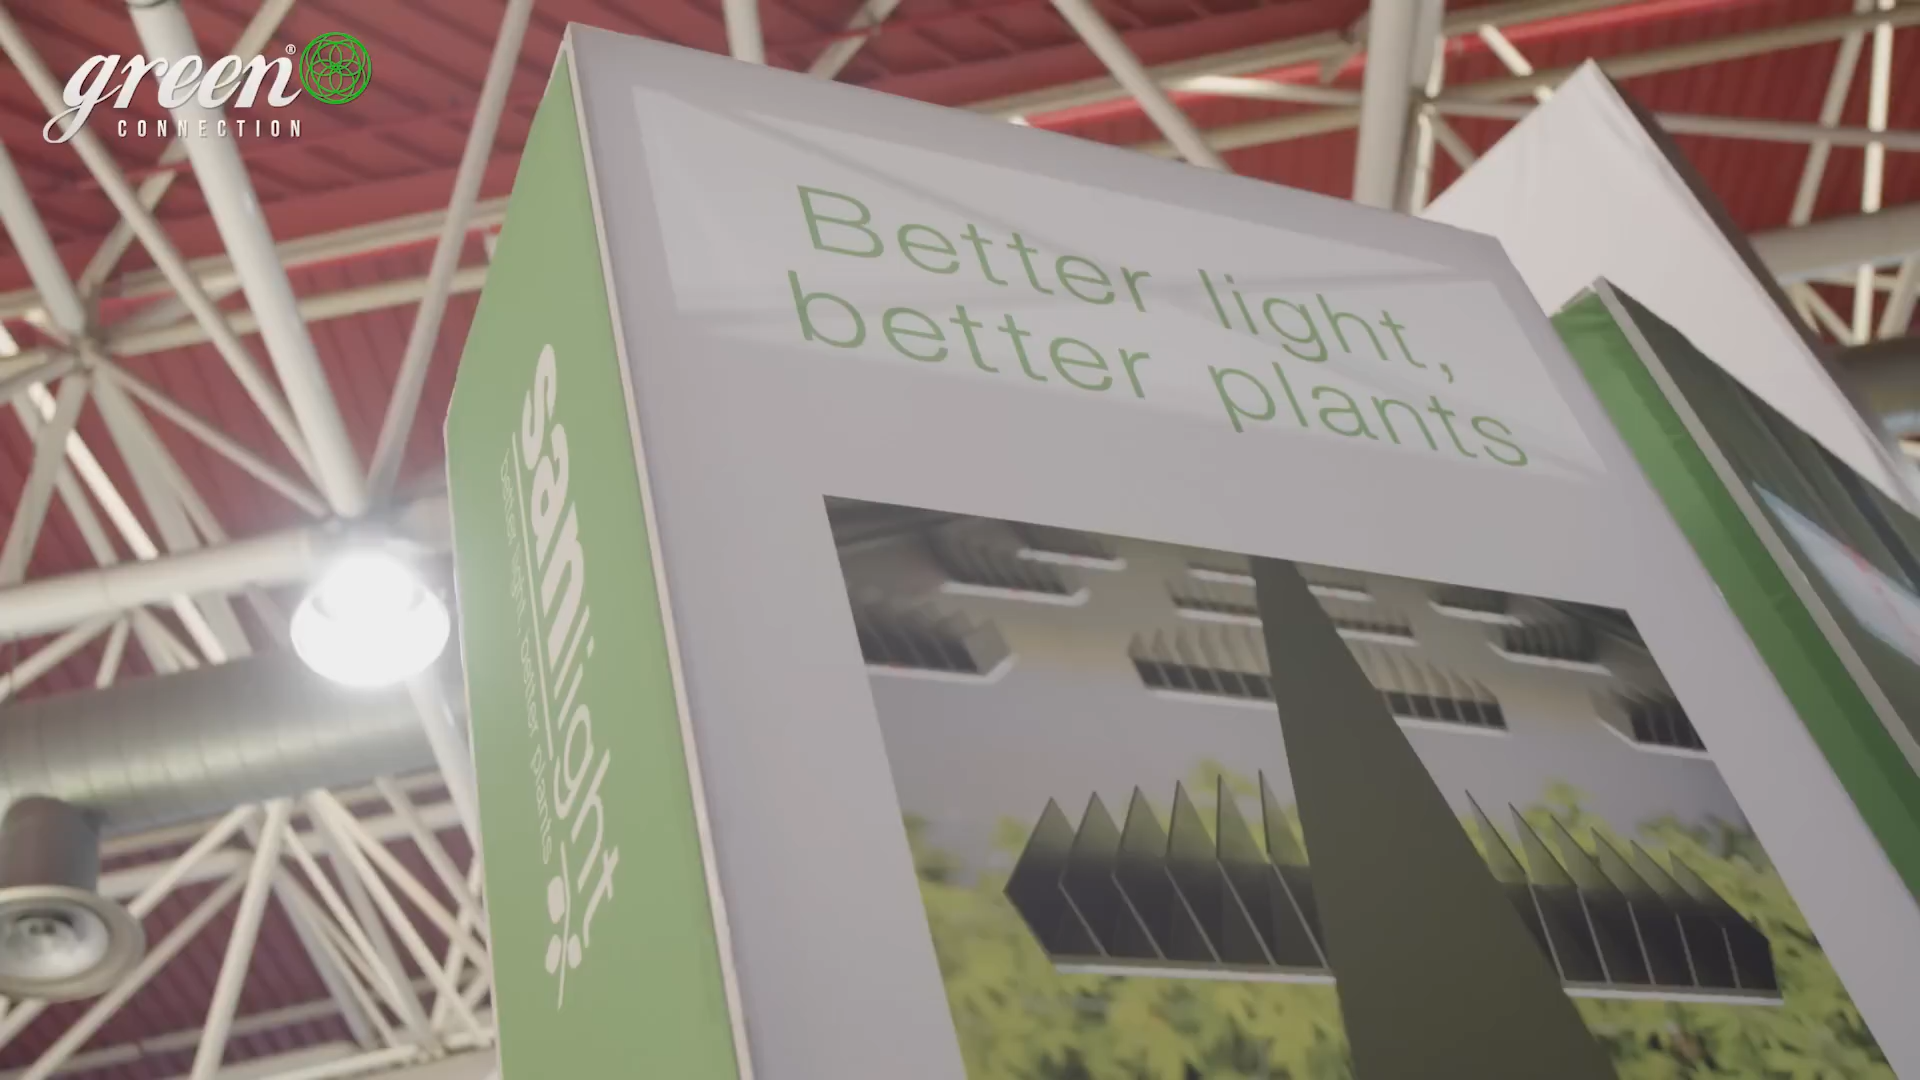 green®
CONNECTION
Better light,
better plants
sanlight
better light, better plants